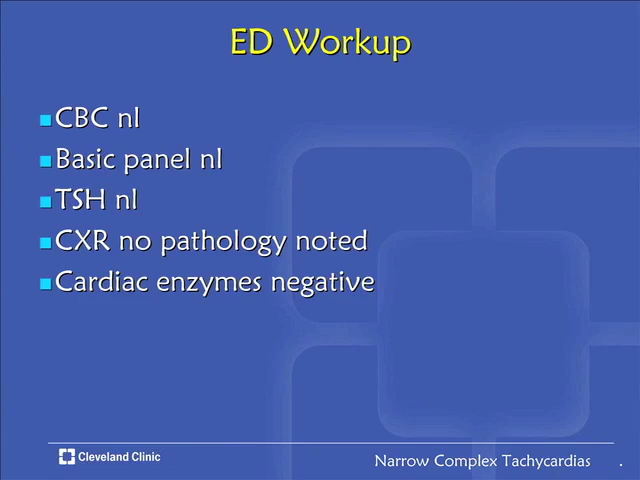 ED Workup
CBC nl
Basic panel nl
TSH nl
CXR no pathology noted
Cardiac enzymes negative
Cleveland Clinic
Narrow Complex Tachycardias .